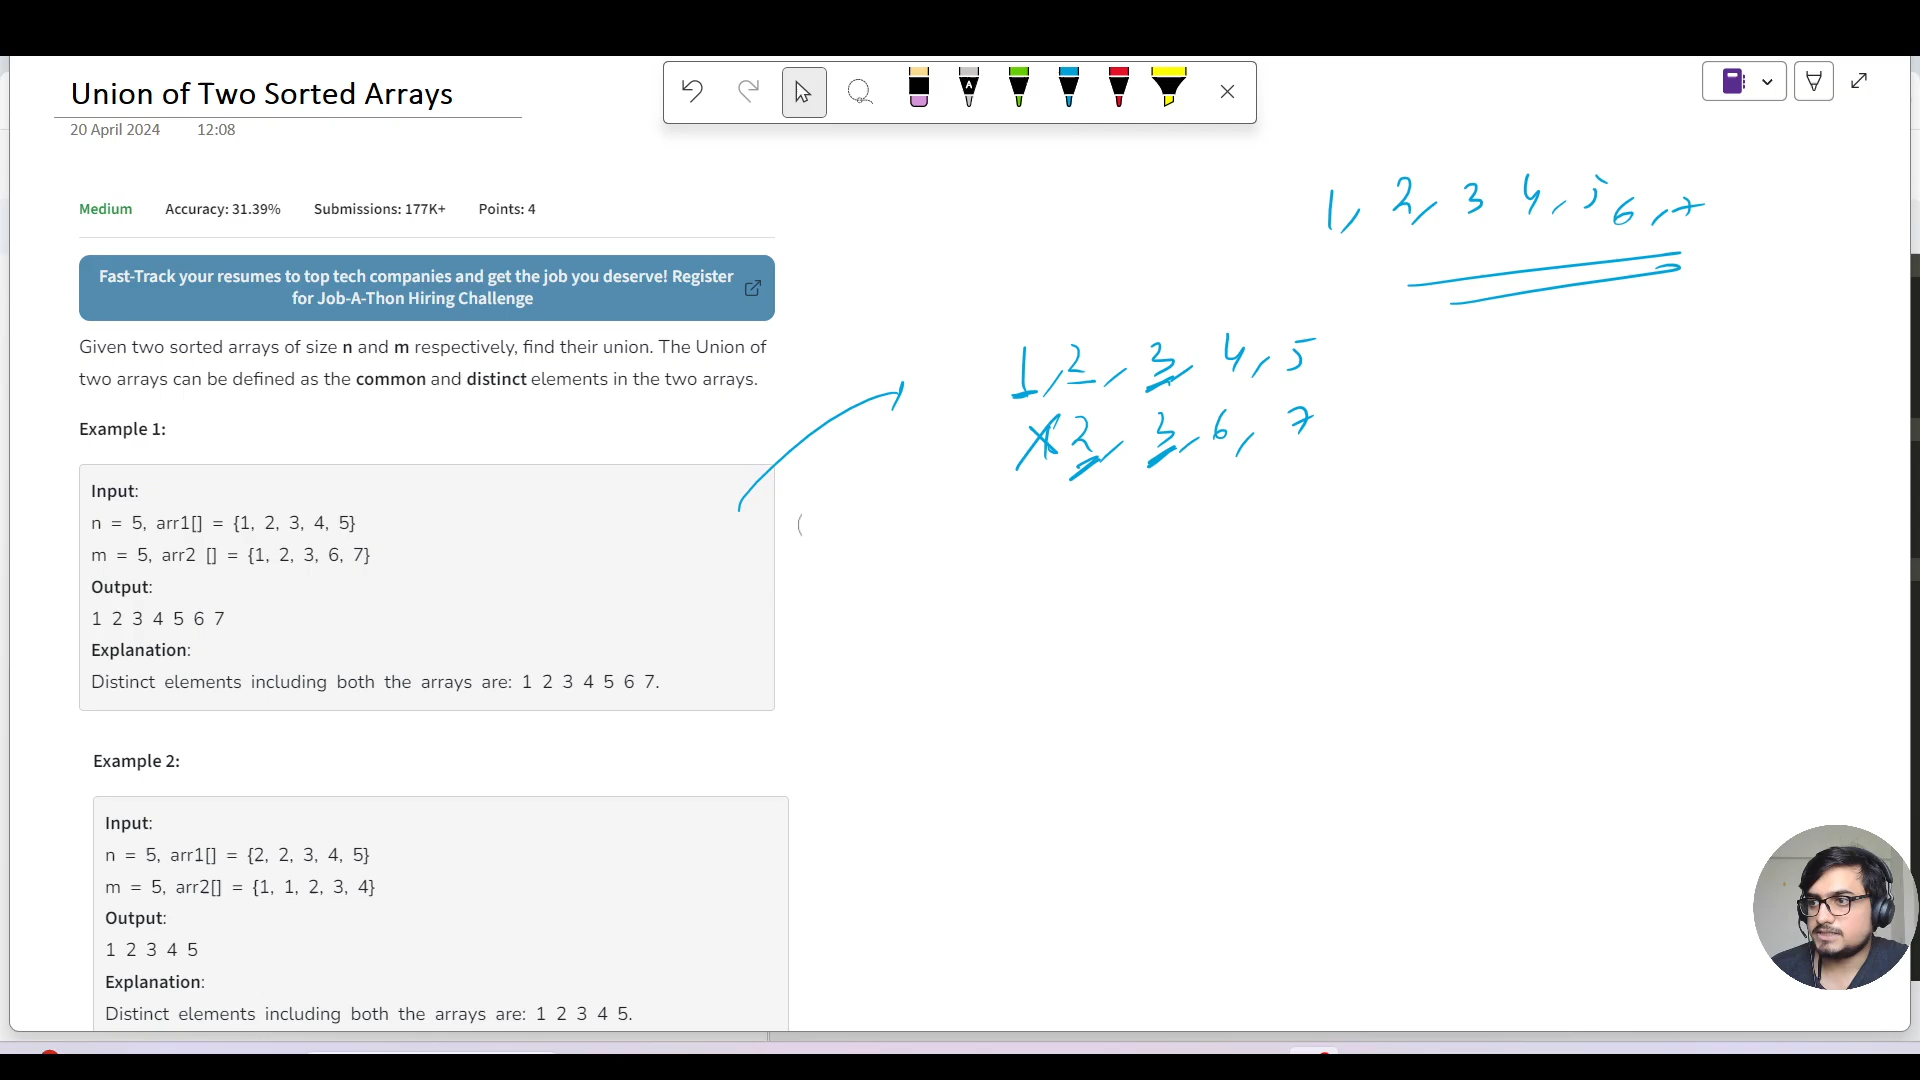 Union of Two Sorted Arrays
20 April 2024 12:08
Medium Accuracy: 31.39% Submissions: 177K+ Points: 4
Fast-Track your resumes to top tech companies and get the job you deserve! Register
for Job-A-Thon Hiring Challenge
Given two sorted arrays of size n and m respectively, find their union. The Union of
two arrays can be defined as the common and distinct elements in the two arrays.
Example 1:
Input:
n = 5, arr1[] = {1, 2, 3, 4, 5}
m = 5, arr2 [] = {1, 2, 3, 6, 7}
Output:
1 2 3 4 5 6 7
Explanation:
Distinct elements including both the arrays are: 1 2 3 4 5 6 7.
Example 2:
Input:
n = 5, arr1[] = {2, 2, 3, 4, 5}
m = 5, arr2[] = {1, 1, 2, 3, 4}
Output:
1 2 3 4 5
Explanation:
Distinct elements including both the arrays are: 1 2 3 4 5.
1, 2, 3 4, 5 6, 7
1, 2, 3, 4, 5
2, 3, 6, 7
(
A